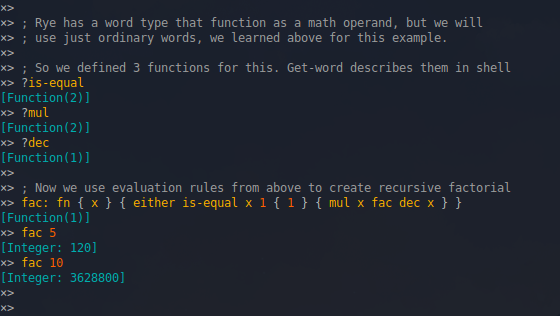 ×>
×> ; Rye has a word type that function as a math operand, but we will
×> ; use just ordinary words, we learned above for this example.
×>
×> ; So we defined 3 functions for this. Get-word describes them in shell
×> ?is-equal
[Function(2)]
×> ?mul
[Function(2)]
×> ?dec
[Function(1)]
×>
×> ; Now we use evaluation rules from above to create recursive factorial
×> fac: fn { x } { either is-equal x 1 { 1 } { mul x fac dec x } }
[Function(1)]
×> fac 5
[Integer: 120]
×> fac 10
[Integer: 3628800]
×>
×>